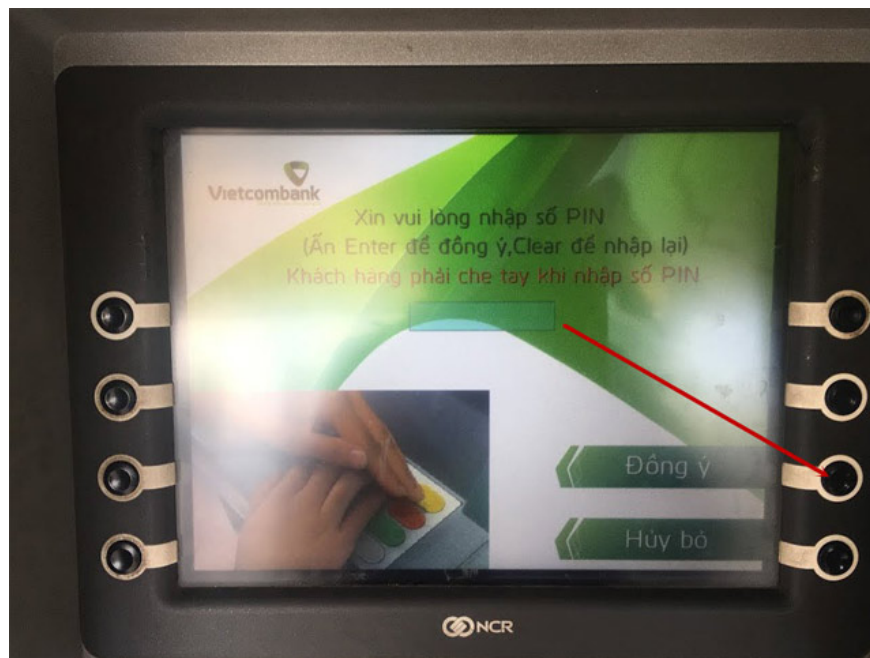 Vietcombank
Xin vui lòng nhập số PIN
(Ấn Enter để đồng ý,Clear để nhập lại)
Khách hàng phải che tay khi nhập số PIN
Đồng ý
Hủy bỏ
NCR